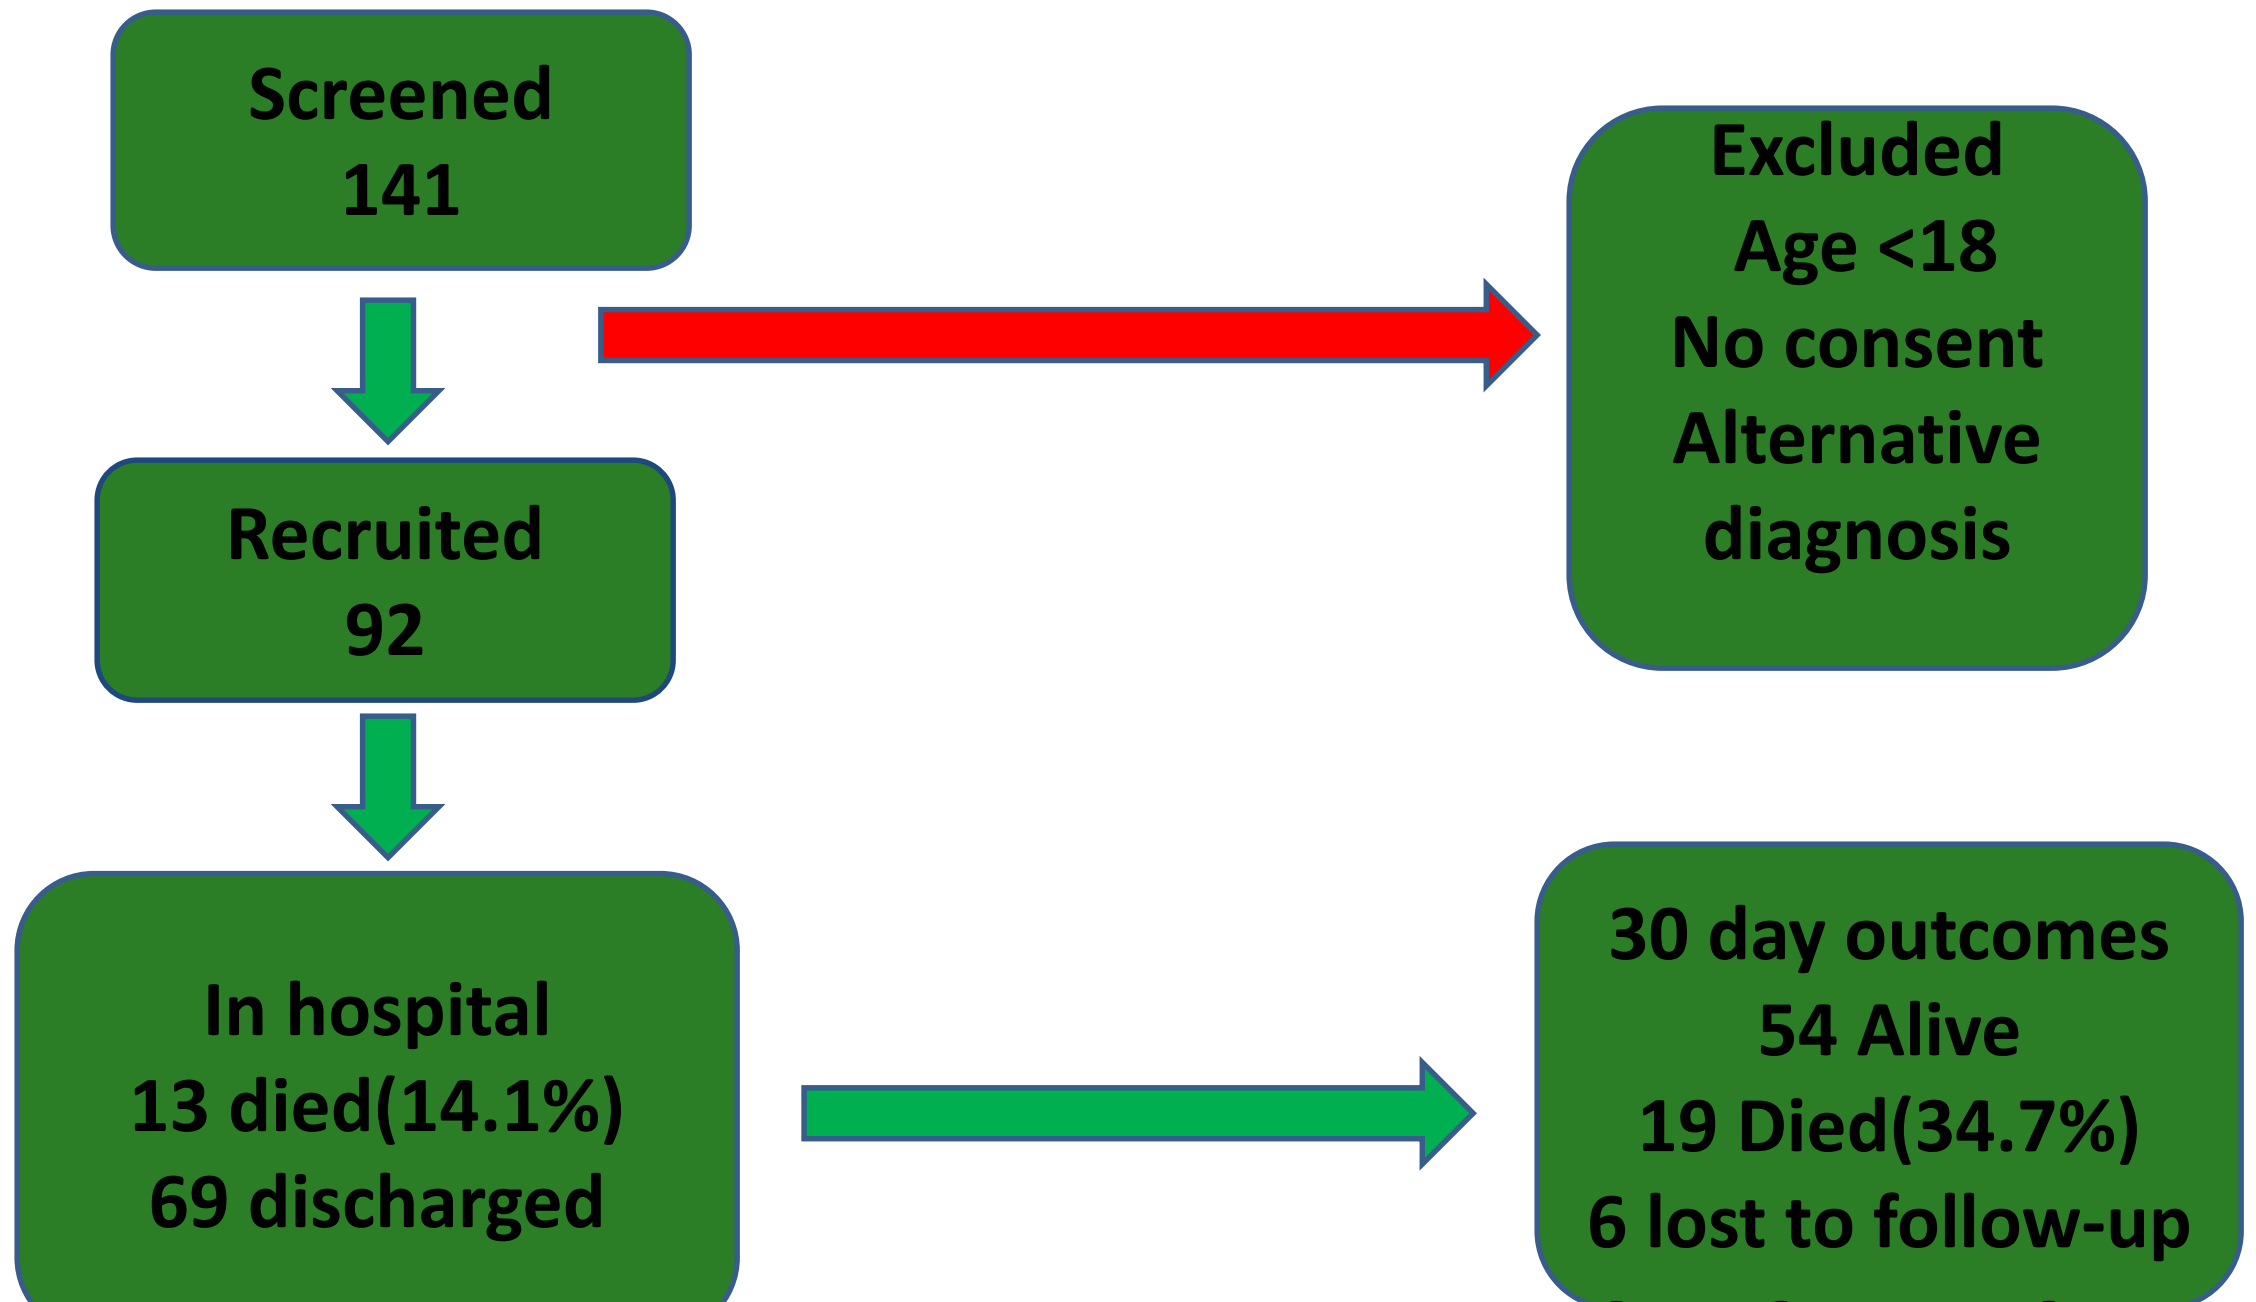 Screened
141
Excluded
Age <18
No consent
Alternative
diagnosis
Recruited
92
In hospital
13 died(14.1%)
69 discharged
30 day outcomes
54 Alive
19 Died(34.7%)
6 lost to follow-up